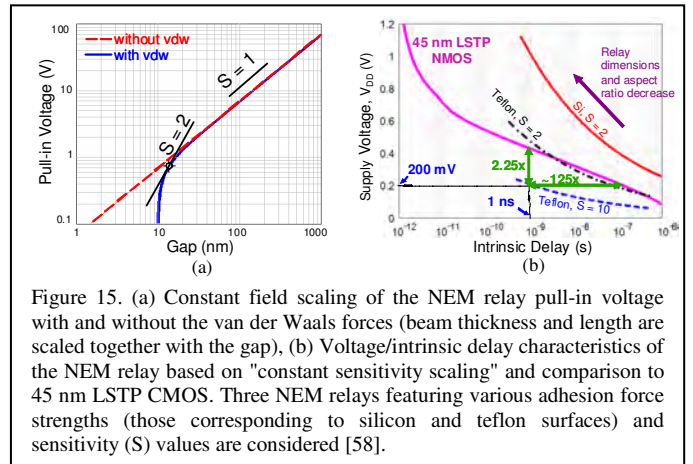 without vdw
with vdw
S = 1
S = 2
Pull-in Voltage (V)
100
10
1
0.1
1 10 100 1000
Gap (nm)
(a)
45 nm LSTP
NMOS
Relay
dimensions
and aspect
ratio decrease
Si, S = 2
Teflon, S = 2
Teflon, S = 10
2.25x
~125x
200 mV
1 ns
Supply Voltage, VDD (V)
1.2
1
0.8
0.6
0.4
0.2
0
10⁻¹² 10⁻¹¹ 10⁻¹⁰ 10⁻⁹ 10⁻⁸ 10⁻⁷ 10⁻⁶
Intrinsic Delay (s)
(b)
Figure 15. (a) Constant field scaling of the NEM relay pull-in voltage
with and without the van der Waals forces (beam thickness and length are
scaled together with the gap), (b) Voltage/intrinsic delay characteristics of
the NEM relay based on "constant sensitivity scaling" and comparison to
45 nm LSTP CMOS. Three NEM relays featuring various adhesion force
strengths (those corresponding to silicon and teflon surfaces) and
sensitivity (S) values are considered [58].